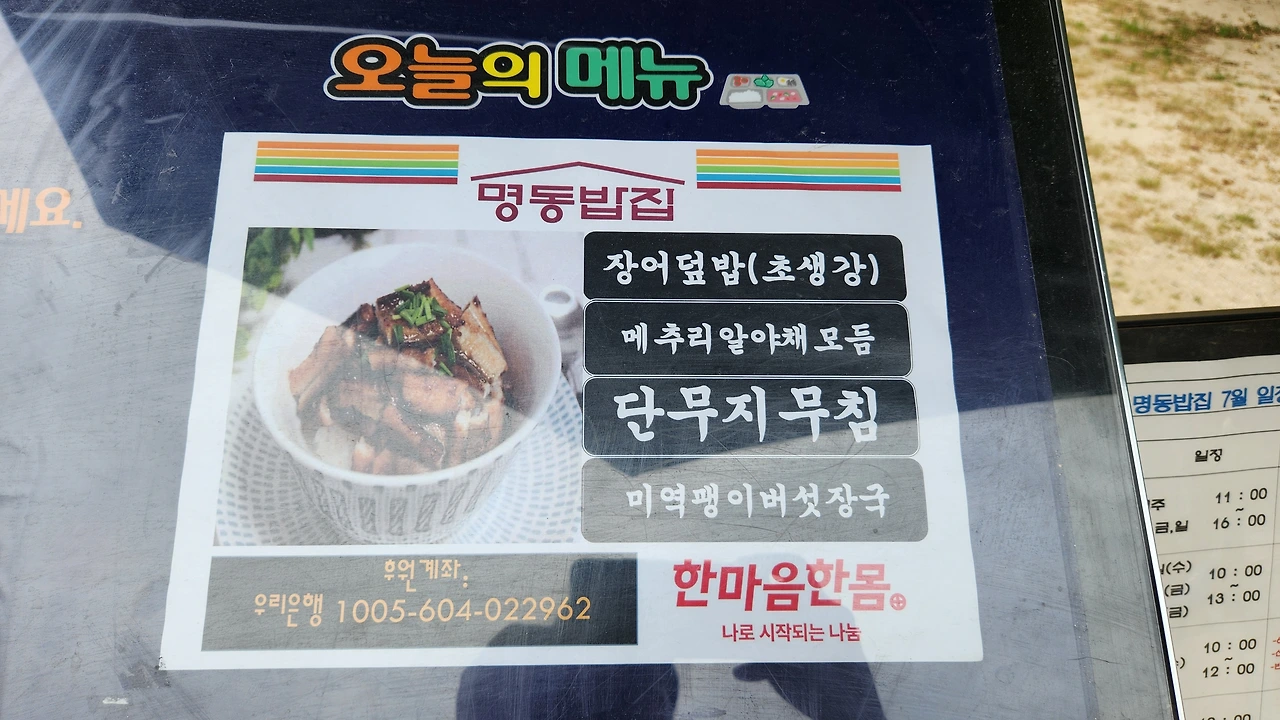 오늘의 메뉴
명동밥집
장어덮밥(초생강)
메추리알야채모듬
단무지무침
미역팽이버섯장국
후원계좌:
우리은행 1005-604-022962
한마음한몸
나로 시작되는 나눔
명동밥집 7월
일정
11 : 00
~
금,일 16 : 00
(수) 10 : 00
(금) ~
(금) 13 : 00
10 : 00
~
12 : 00